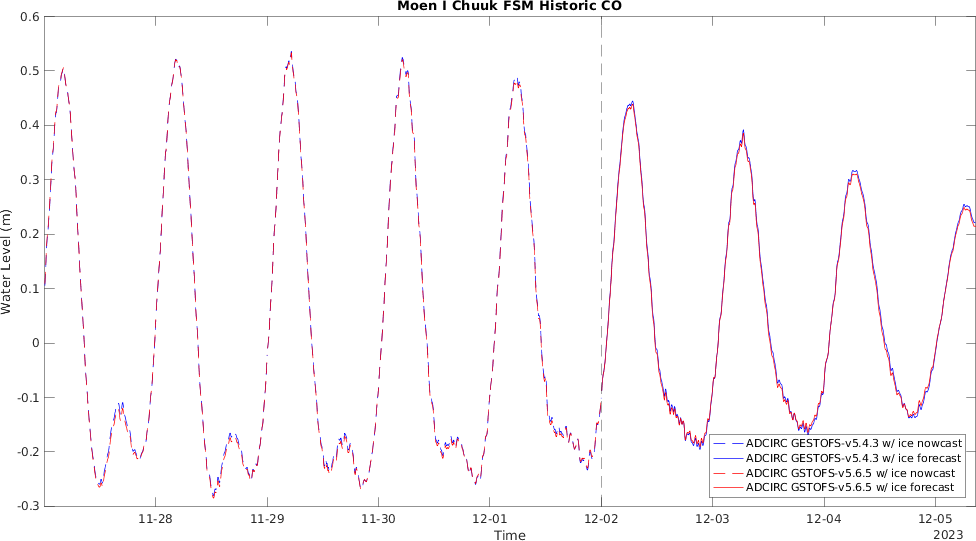 Moen I Chuuk FSM Historic CO
0.6
0.5
0.4
0.3
0.2
0.1
0
-0.1
-0.2
-0.3
Water Level (m)
ADCIRC GESTOFS-v5.4.3 w/ ice nowcast
ADCIRC GESTOFS-v5.4.3 w/ ice forecast
ADCIRC GSTOFS-v5.6.5 w/ ice nowcast
ADCIRC GSTOFS-v5.6.5 w/ ice forecast
11-28 11-29 11-30 12-01 12-02 12-03 12-04 12-05
Time 2023